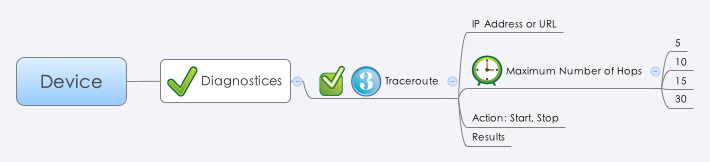 Device
Diagnostices
3
Traceroute
IP Address or URL
Maximum Number of Hops
5
10
15
30
Action: Start, Stop
Results